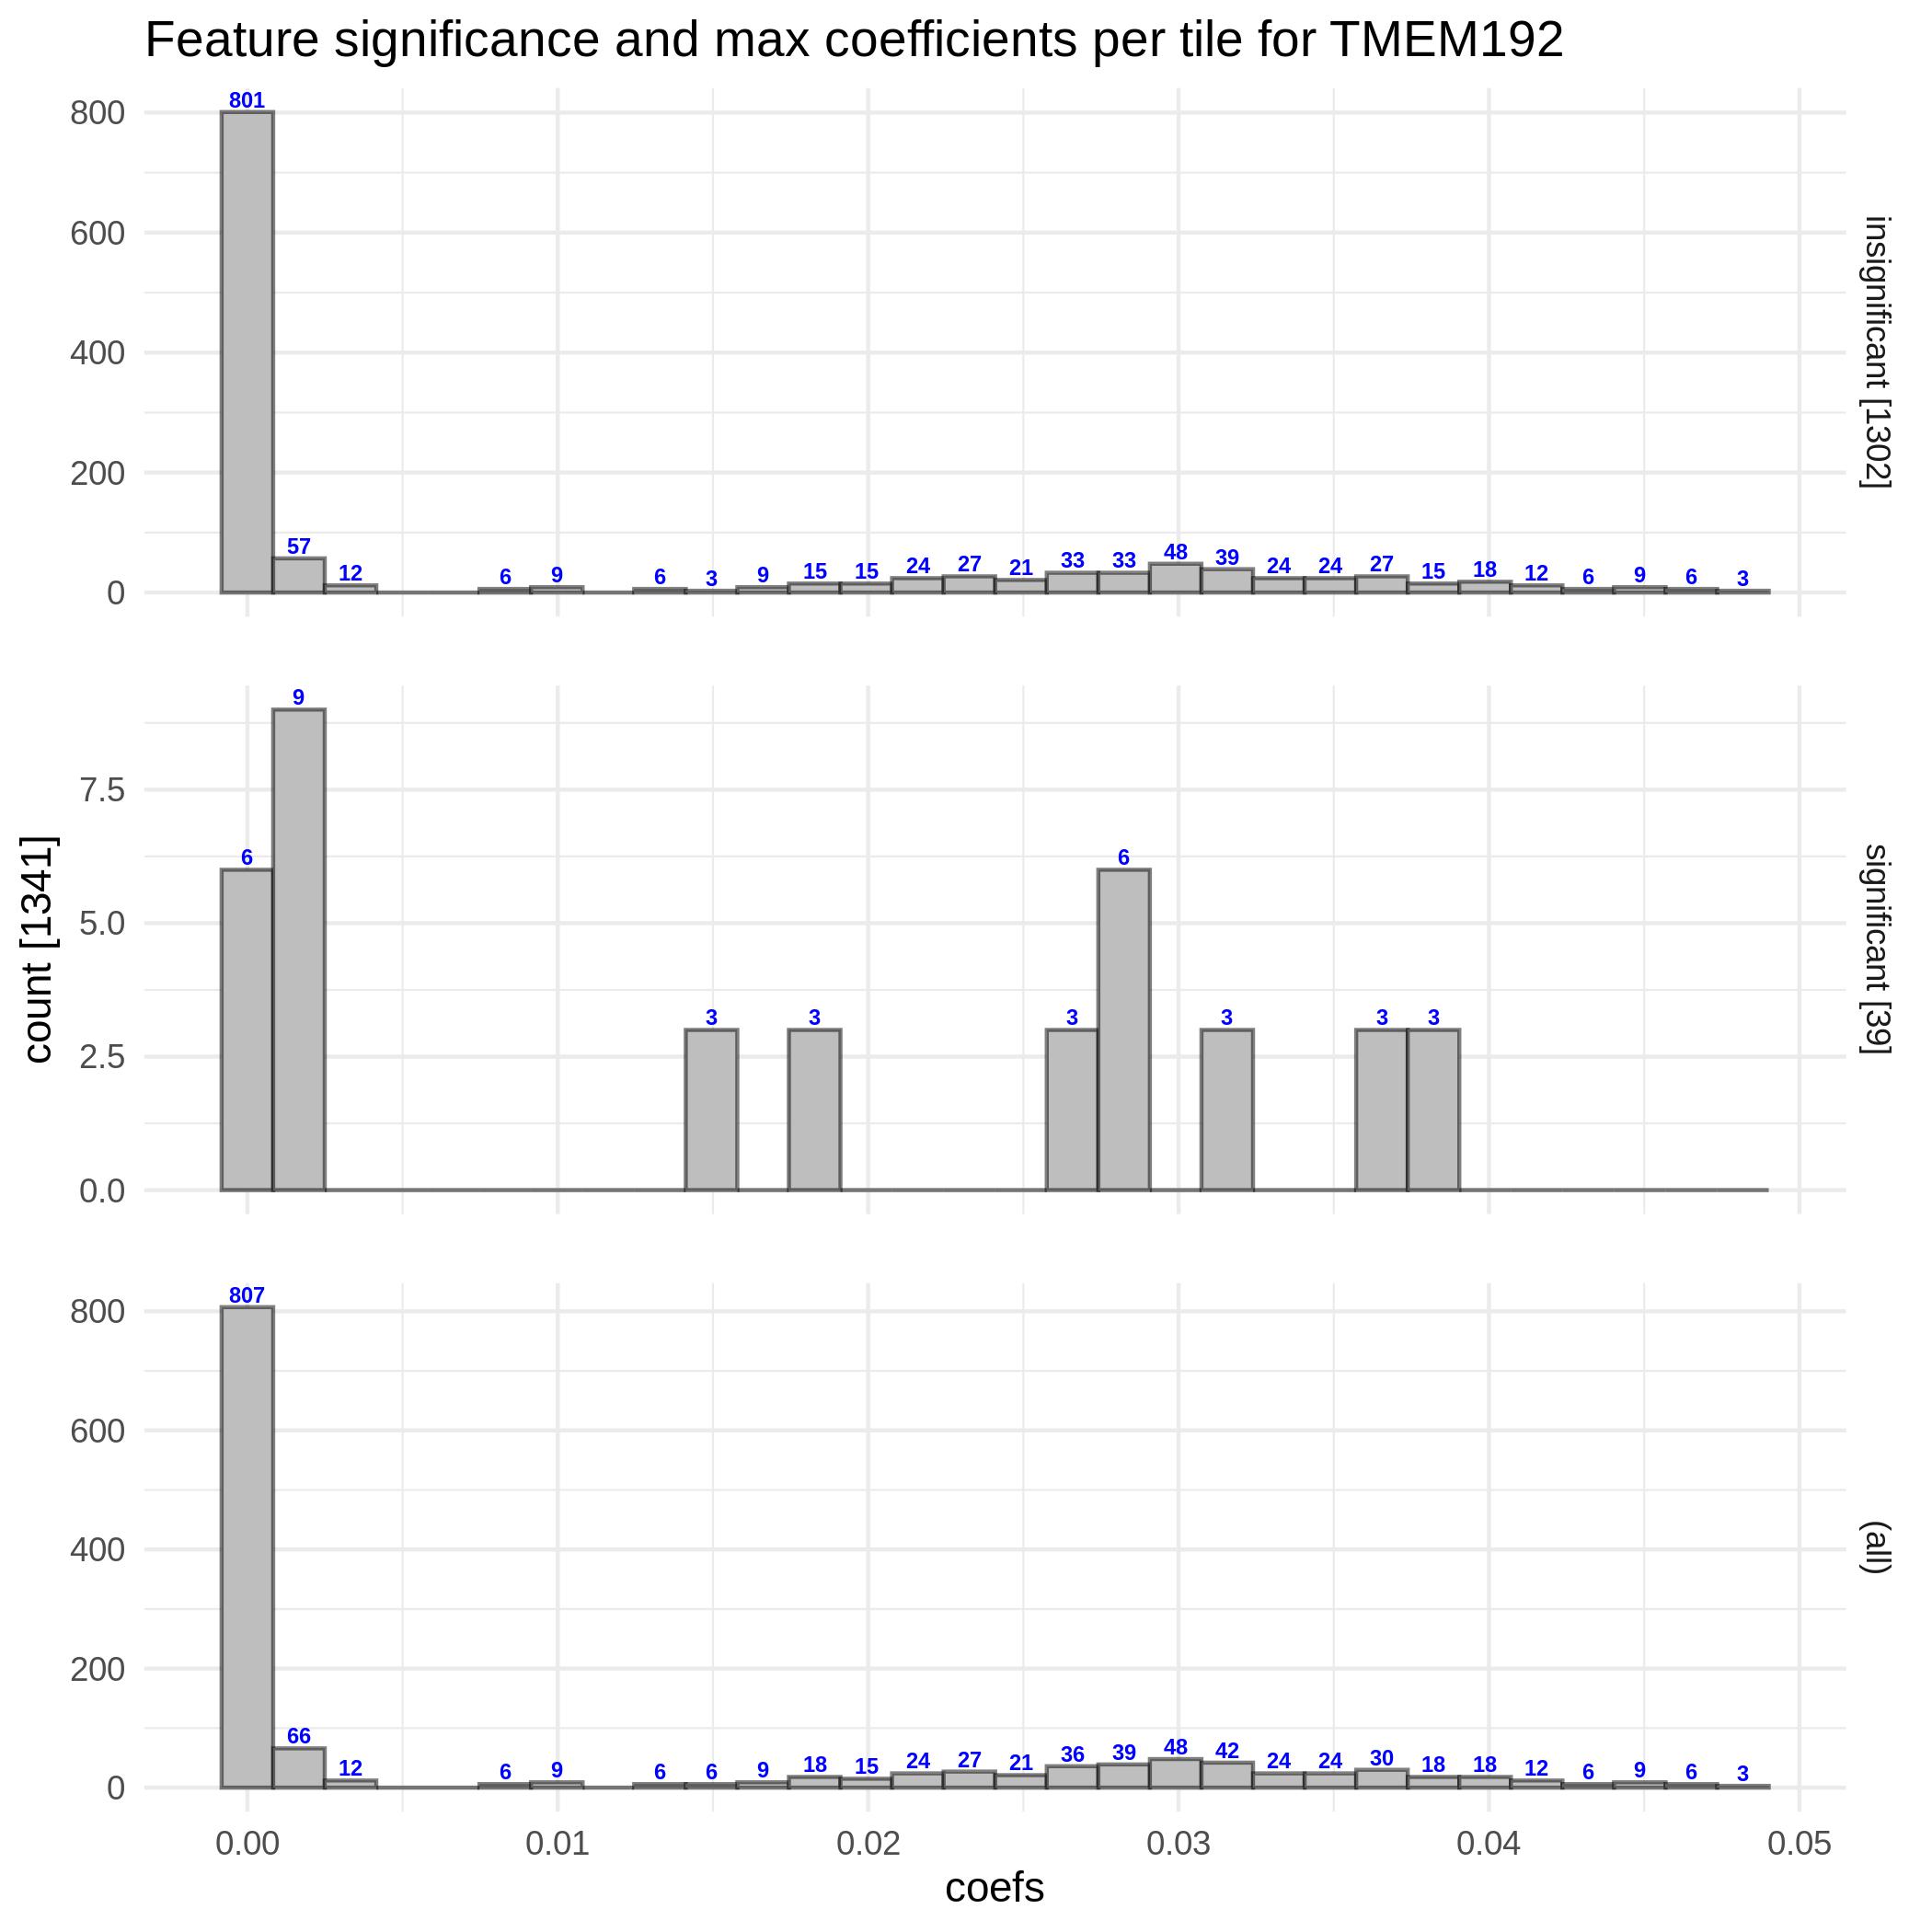 Feature significance and max coefficients per tile for TMEM192
801
800
600
400
200
0
57 12 6 9 6 3 9 15 15 24 27 21 33 33 48 39 24 24 27 15 18 12 6 9 6 3
insignificant [1302]
count [1341]
9
7.5
6 6
5.0
3 3 3 3 3 3
2.5
0.0
significant [39]
807
800
600
400
200
0
66 12 6 9 6 6 9 18 15 24 27 21 36 39 48 42 24 24 30 18 18 12 6 9 6 3
(all)
0.00 0.01 0.02 0.03 0.04 0.05
coefs